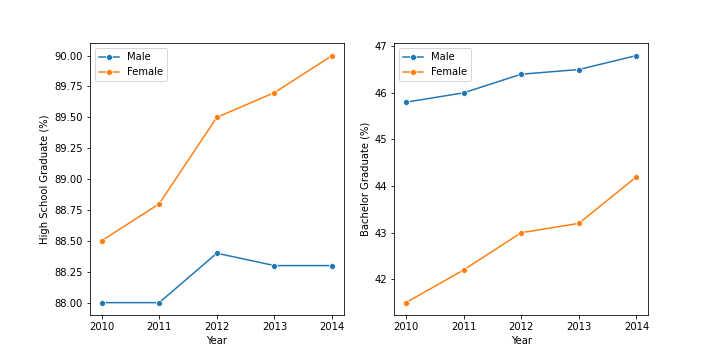 Male
Female
90.00
89.75
89.50
89.25
89.00
88.75
88.50
88.25
88.00
High School Graduate (%)
2010 2011 2012 2013 2014
Year
Male
Female
47
46
45
44
43
42
Bachelor Graduate (%)
2010 2011 2012 2013 2014
Year